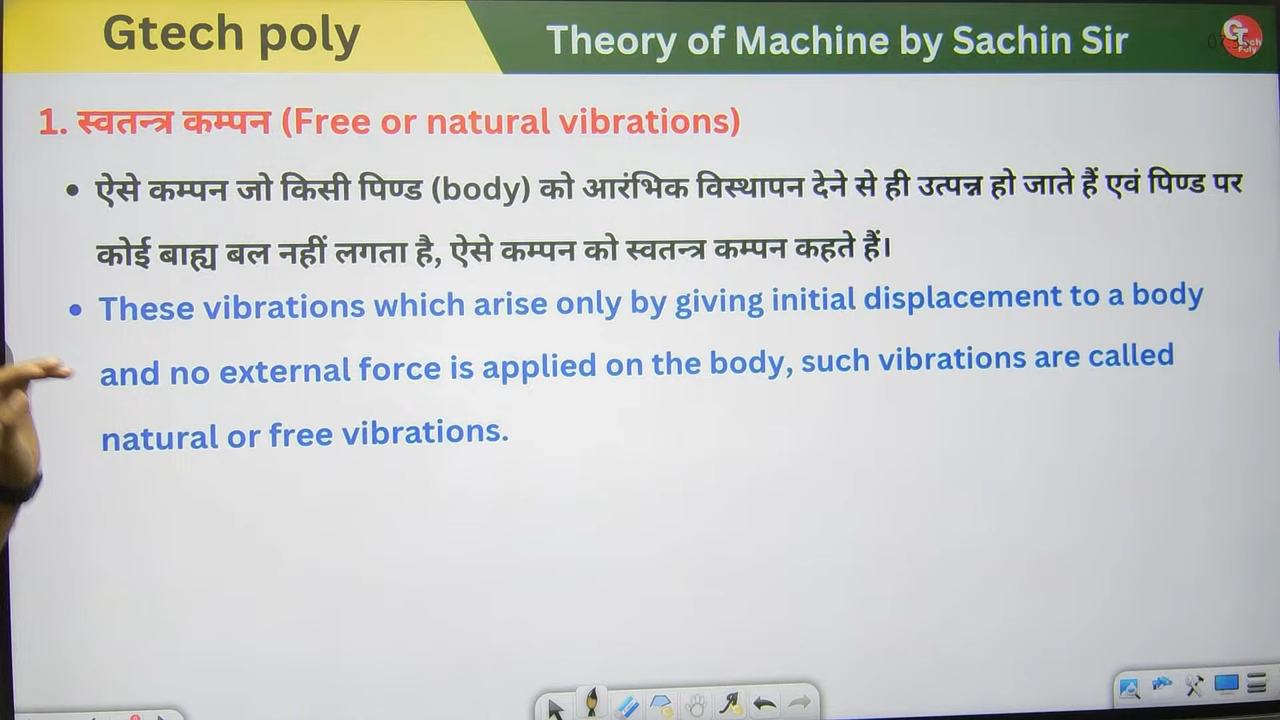 Gtech poly
Theory of Machine by Sachin Sir
GT
ech
Poly
1. स्वतन्त्र कम्पन (Free or natural vibrations)
• ऐसे कम्पन जो किसी पिण्ड (body) को आरंभिक विस्थापन देने से ही उत्पन्न हो जाते हैं एवं पिण्ड पर
कोई बाह्य बल नहीं लगता है, ऐसे कम्पन को स्वतन्त्र कम्पन कहते हैं।
• These vibrations which arise only by giving initial displacement to a body
and no external force is applied on the body, such vibrations are called
natural or free vibrations.